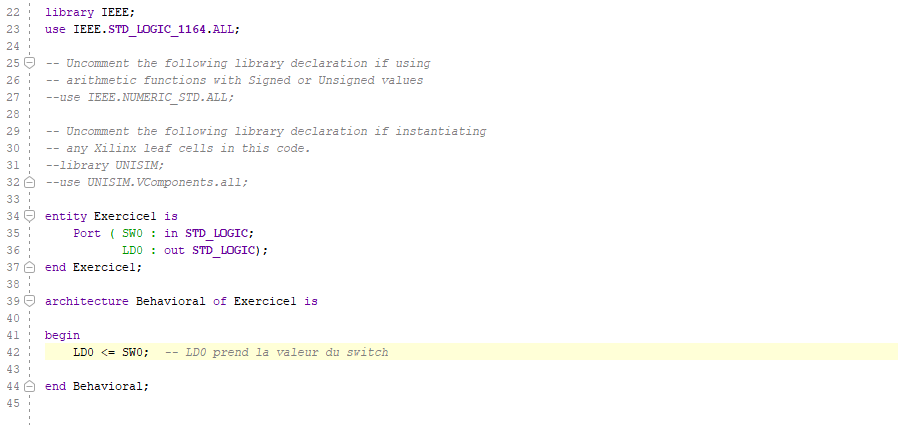 22 library IEEE;
23 use IEEE.STD_LOGIC_1164.ALL;
24
25 -- Uncomment the following library declaration if using
26 -- arithmetic functions with Signed or Unsigned values
27 --use IEEE.NUMERIC_STD.ALL;
28
29 -- Uncomment the following library declaration if instantiating
30 -- any Xilinx leaf cells in this code.
31 --library UNISIM;
32 --use UNISIM.VComponents.all;
33
34 entity Exercice1 is
35 Port ( SW0 : in STD_LOGIC;
36 LD0 : out STD_LOGIC);
37 end Exercice1;
38
39 architecture Behavioral of Exercice1 is
40
41 begin
42 LD0 <= SW0; -- LD0 prend la valeur du switch
43
44 end Behavioral;
45